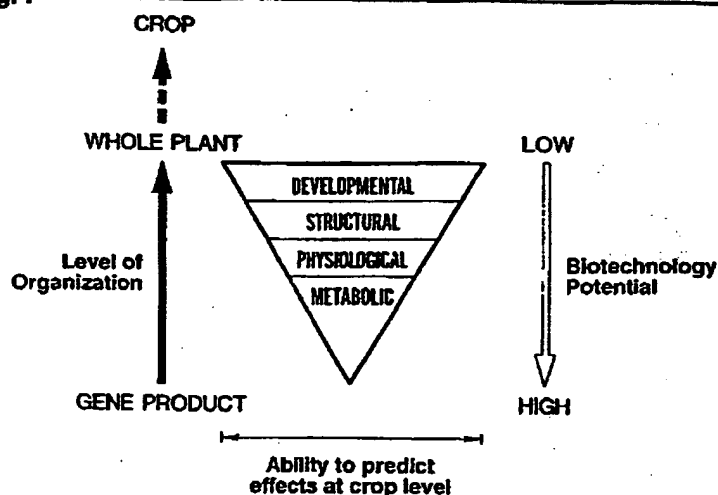 CROP
WHOLE PLANT
LOW
DEVELOPMENTAL
STRUCTURAL
PHYSIOLOGICAL
METABOLIC
Level of
Organization
Biotechnology
Potential
GENE PRODUCT
HIGH
Ability to predict
effects at crop level